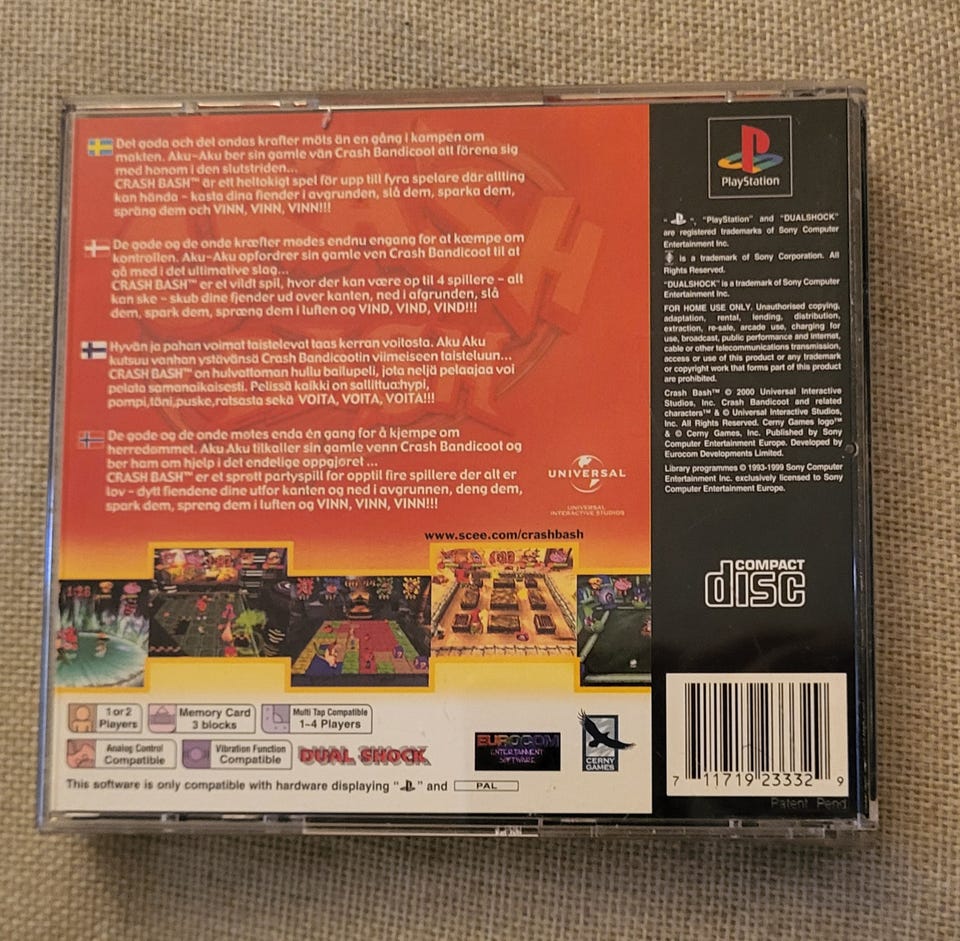 Det goda och det ondas krafter möts än en gång i kampen om
makten. Aku-Aku ber sin gamle vän Crash Bandicoot att förena sig
med honom i den slutstriden...
CRASH BASH™ är ett heltokigt spel för upp till fyra spelare där allting
kan hända - kasta dina fiender i avgrunden, slå dem, sparka dem,
spräng dem och VINN, VINN, VINN!!!
De gode og de onde kræfter mødes endnu engang for at kæmpe om
kontrollen. Aku-Aku opfordrer sin gamle ven Crash Bandicoot til at
gå med i det ultimative slag...
CRASH BASH™ er et vildt spil, hvor der kan være op til 4 spillere - alt
kan ske - skub dine fjender ud over kanten, ned i afgrunden, slå
dem, spark dem, spræng dem i luften og VIND, VIND, VIND!!!
Hyvän ja pahan voimat taistelevat taas kerran voitosta. Aku Aku
kutsuu vanhan ystävänsä Crash Bandicootin viimeiseen taisteluun...
CRASH BASH™ on hulvattoman hullu bailupeli, jota neljä pelaajaa voi
pelata samanaikaisesti. Pelissä kaikki on sallittua:hypi,
pompi,töni,puske,ratsasta sekä VOITA, VOITA, VOITA!!!
De gode og de onde møtes enda én gang for å kjempe om
herredømmet. Aku Aku tilkaller sin gamle venn Crash Bandicoot og
ber ham om hjelp i det endelige oppgjøret ...
CRASH BASH™ er et sprøtt partyspill for opptil fire spillere der alt er
lov - dytt fiendene dine utfor kanten og ned i avgrunnen, deng dem,
spark dem, spreng dem i luften og VINN, VINN, VINN!!!
UNIVERSAL
UNIVERSAL
INTERACTIVE STUDIOS
www.scee.com/crashbash
1:28
1 or 2
Players
Memory Card
3 blocks
Multi Tap Compatible
1-4 Players
Analog Control
Compatible
Vibration Function
Compatible
DUAL SHOCK
EUROCOM
ENTERTAINMENT
SOFTWARE
CERNY
GAMES
This software is only compatible with hardware displaying " " and PAL
PlayStation
" ", "PlayStation" and "DUALSHOCK"
are registered trademarks of Sony Computer
Entertainment Inc.
is a trademark of Sony Corporation. All
Rights Reserved.
"DUALSHOCK" is a trademark of Sony Computer
Entertainment Inc.
FOR HOME USE ONLY. Unauthorised copying,
adaptation, rental, lending, distribution,
extraction, re-sale, arcade use, charging for
use, broadcast, public performance and internet,
cable or other telecommunications transmission,
access or use of this product or any trademark
or copyright work that forms part of this product
are prohibited.
Crash Bash™ © 2000 Universal Interactive
Studios, Inc. Crash Bandicoot and related
characters™ & © Universal Interactive Studios,
Inc. All Rights Reserved. Cerny Games logo™
& © Cerny Games, Inc. Published by Sony
Computer Entertainment Europe. Developed by
Eurocom Developments Limited.
Library programmes © 1993-1999 Sony Computer
Entertainment Inc. exclusively licensed to Sony
Computer Entertainment Europe.
COMPACT
disc
7 11719 23332 9
Patent Pend